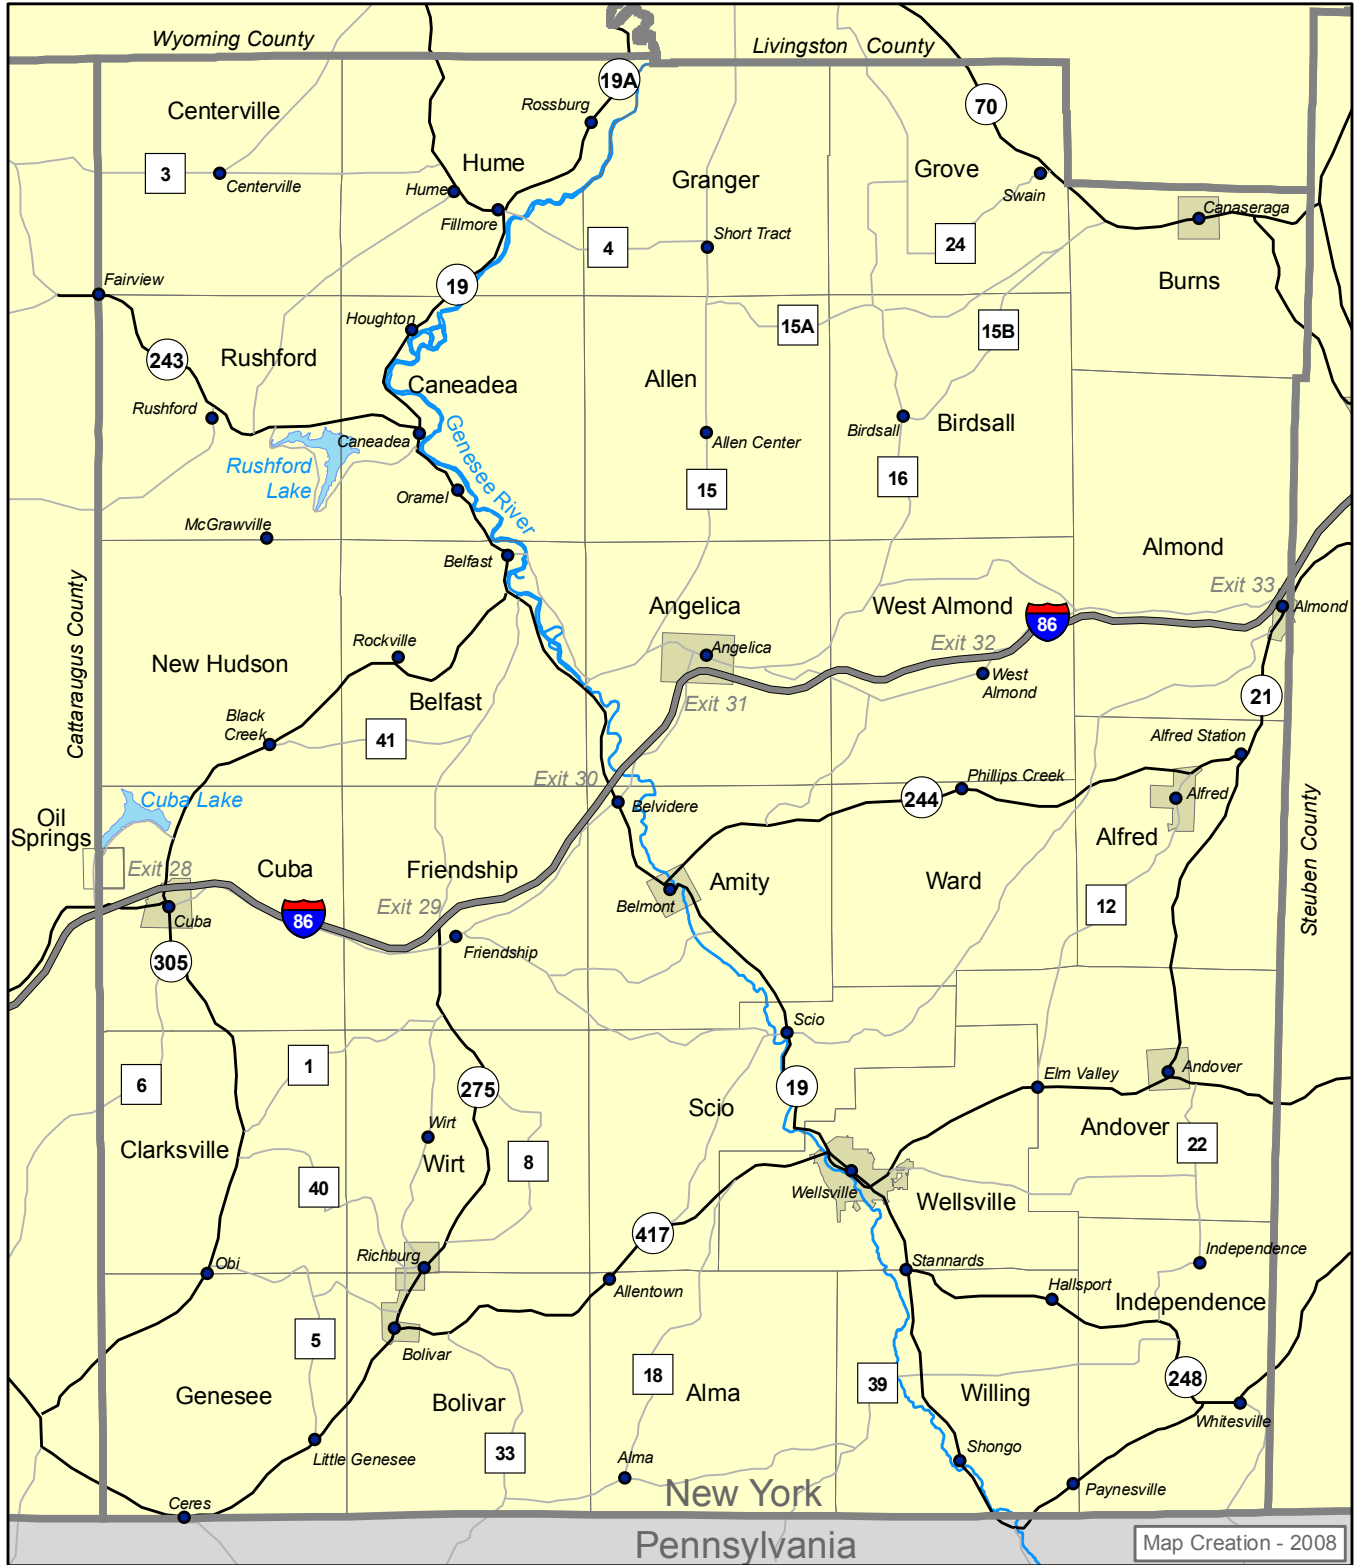 Wyoming County
Livingston County
19A
Rossburg
70
Centerville
3
Centerville
Hume
Hume
Fillmore
Granger
Grove
Swain
Canaseraga
4
Short Tract
24
Burns
Fairview
19
Houghton
15A
15B
243
Rushford
Caneadea
Allen
Rushford
Caneadea
Genesee River
Allen Center
Birdsall
Birdsall
Rushford
Lake
Oramel
15
16
McGrawville
Belfast
Almond
Cattaraugus County
Exit 33
Almond
Angelica
West Almond
86
Rockville
Angelica
Exit 32
New Hudson
West
Almond
Belfast
Exit 31
21
Black
Creek
41
Alfred Station
Exit 30
Phillips Creek
Cuba Lake
Belvidere
244
Alfred
Oil
Springs
Alfred
Steuben County
Exit 28
Cuba
Friendship
Amity
Ward
Belmont
12
Cuba
86
Exit 29
Friendship
305
Scio
1
6
275
19
Elm Valley
Andover
Scio
Wirt
Andover
Clarksville
Wirt
8
22
40
Wellsville
Wellsville
417
Richburg
Obi
Stannards
Independence
Allentown
Hallsport
Independence
5
Bolivar
18
39
248
Genesee
Bolivar
Alma
Willing
Whitesville
Little Genesee
33
Alma
Shongo
Paynesville
Ceres
New York
Pennsylvania
Map Creation - 2008